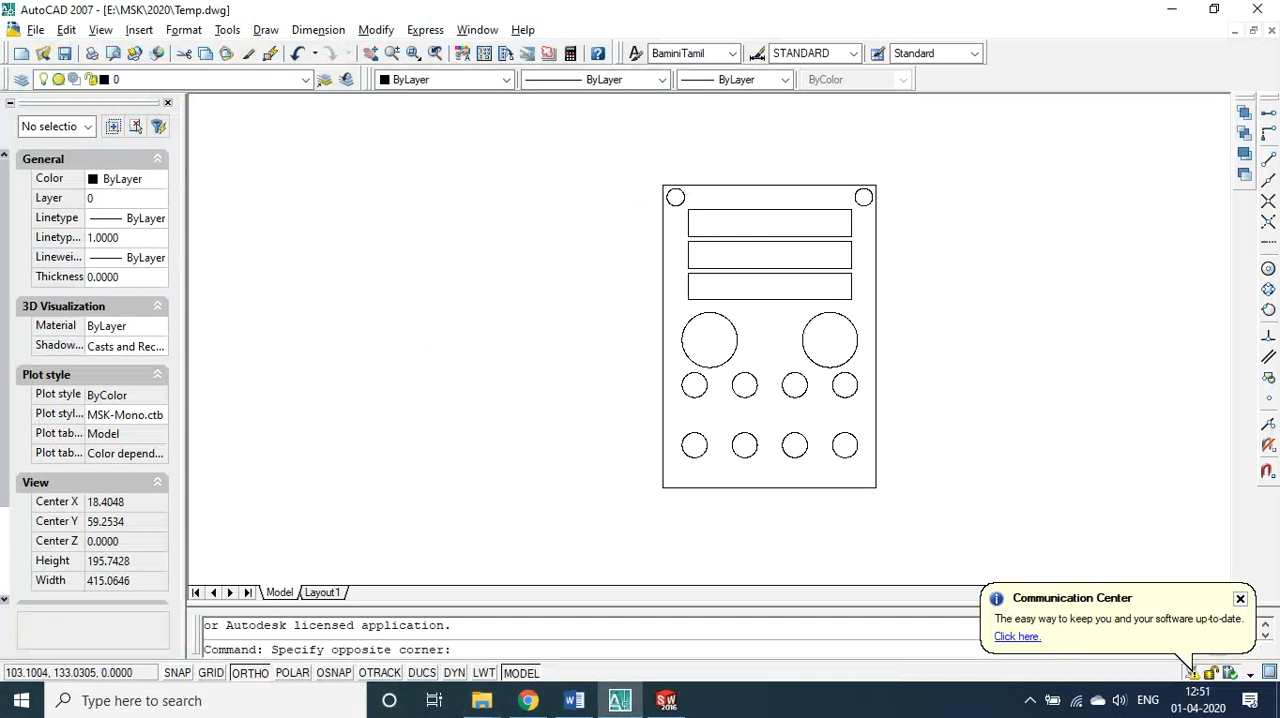 AutoCAD 2007 - [E:\MSK\2020\Temp.dwg]
File Edit View Insert Format Tools Draw Dimension Modify Express Window Help
BaminiTamil STANDARD Standard
0 ByLayer ByLayer ByLayer ByColor
No selectio
General
Color ByLayer
Layer 0
Linetype ByLayer
Linetyp... 1.0000
Linewei... ByLayer
Thickness 0.0000
3D Visualization
Material ByLayer
Shadow... Casts and Rec...
Plot style
Plot style ByColor
Plot styl... MSK-Mono.ctb
Plot tab... Model
Plot tab... Color depend...
View
Center X 18.4048
Center Y 59.2534
Center Z 0.0000
Height 195.7428
Width 415.0646
Model Layout1
or Autodesk licensed application.
Command: Specify opposite corner:
Communication Center
The easy way to keep you and your software up-to-date.
Click here.
103.1004, 133.0305, 0.0000 SNAP GRID ORTHO POLAR OSNAP OTRACK DUCS DYN LWT MODEL
Type here to search
ENG
12:51
01-04-2020